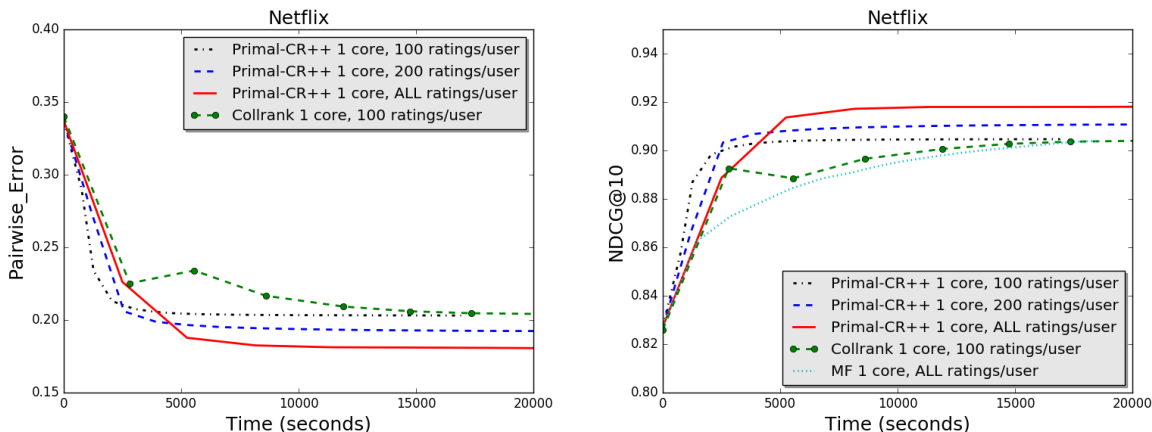 Netflix
0.40
0.35
0.30
0.25
0.20
0.15
Pairwise_Error
Primal-CR++ 1 core, 100 ratings/user
Primal-CR++ 1 core, 200 ratings/user
Primal-CR++ 1 core, ALL ratings/user
Collrank 1 core, 100 ratings/user
0
5000
10000
15000
20000
Time (seconds)
Netflix
0.94
0.92
0.90
0.88
0.86
0.84
0.82
0.80
NDCG@10
Primal-CR++ 1 core, 100 ratings/user
Primal-CR++ 1 core, 200 ratings/user
Primal-CR++ 1 core, ALL ratings/user
Collrank 1 core, 100 ratings/user
MF 1 core, ALL ratings/user
0
5000
10000
15000
20000
Time (seconds)